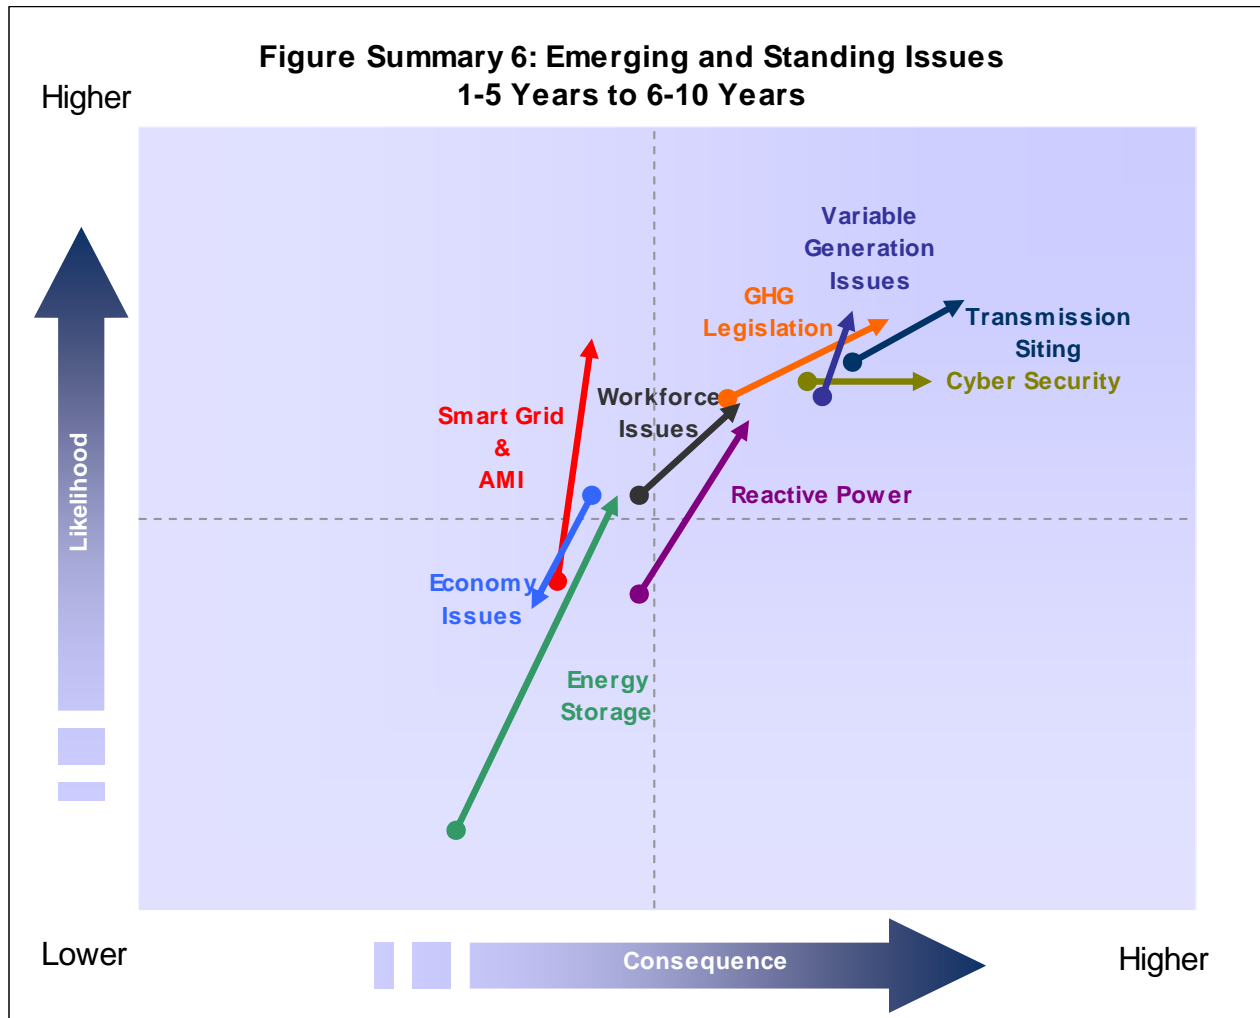 Figure Summary 6: Emerging and Standing Issues
1-5 Years to 6-10 Years
Higher
Variable
Generation
Issues
GHG
Legislation
Transmission
Siting
Cyber Security
Workforce
Issues
Smart Grid
&
AMI
Reactive Power
Likelihood
Economy
Issues
Energy
Storage
Lower
Consequence
Higher